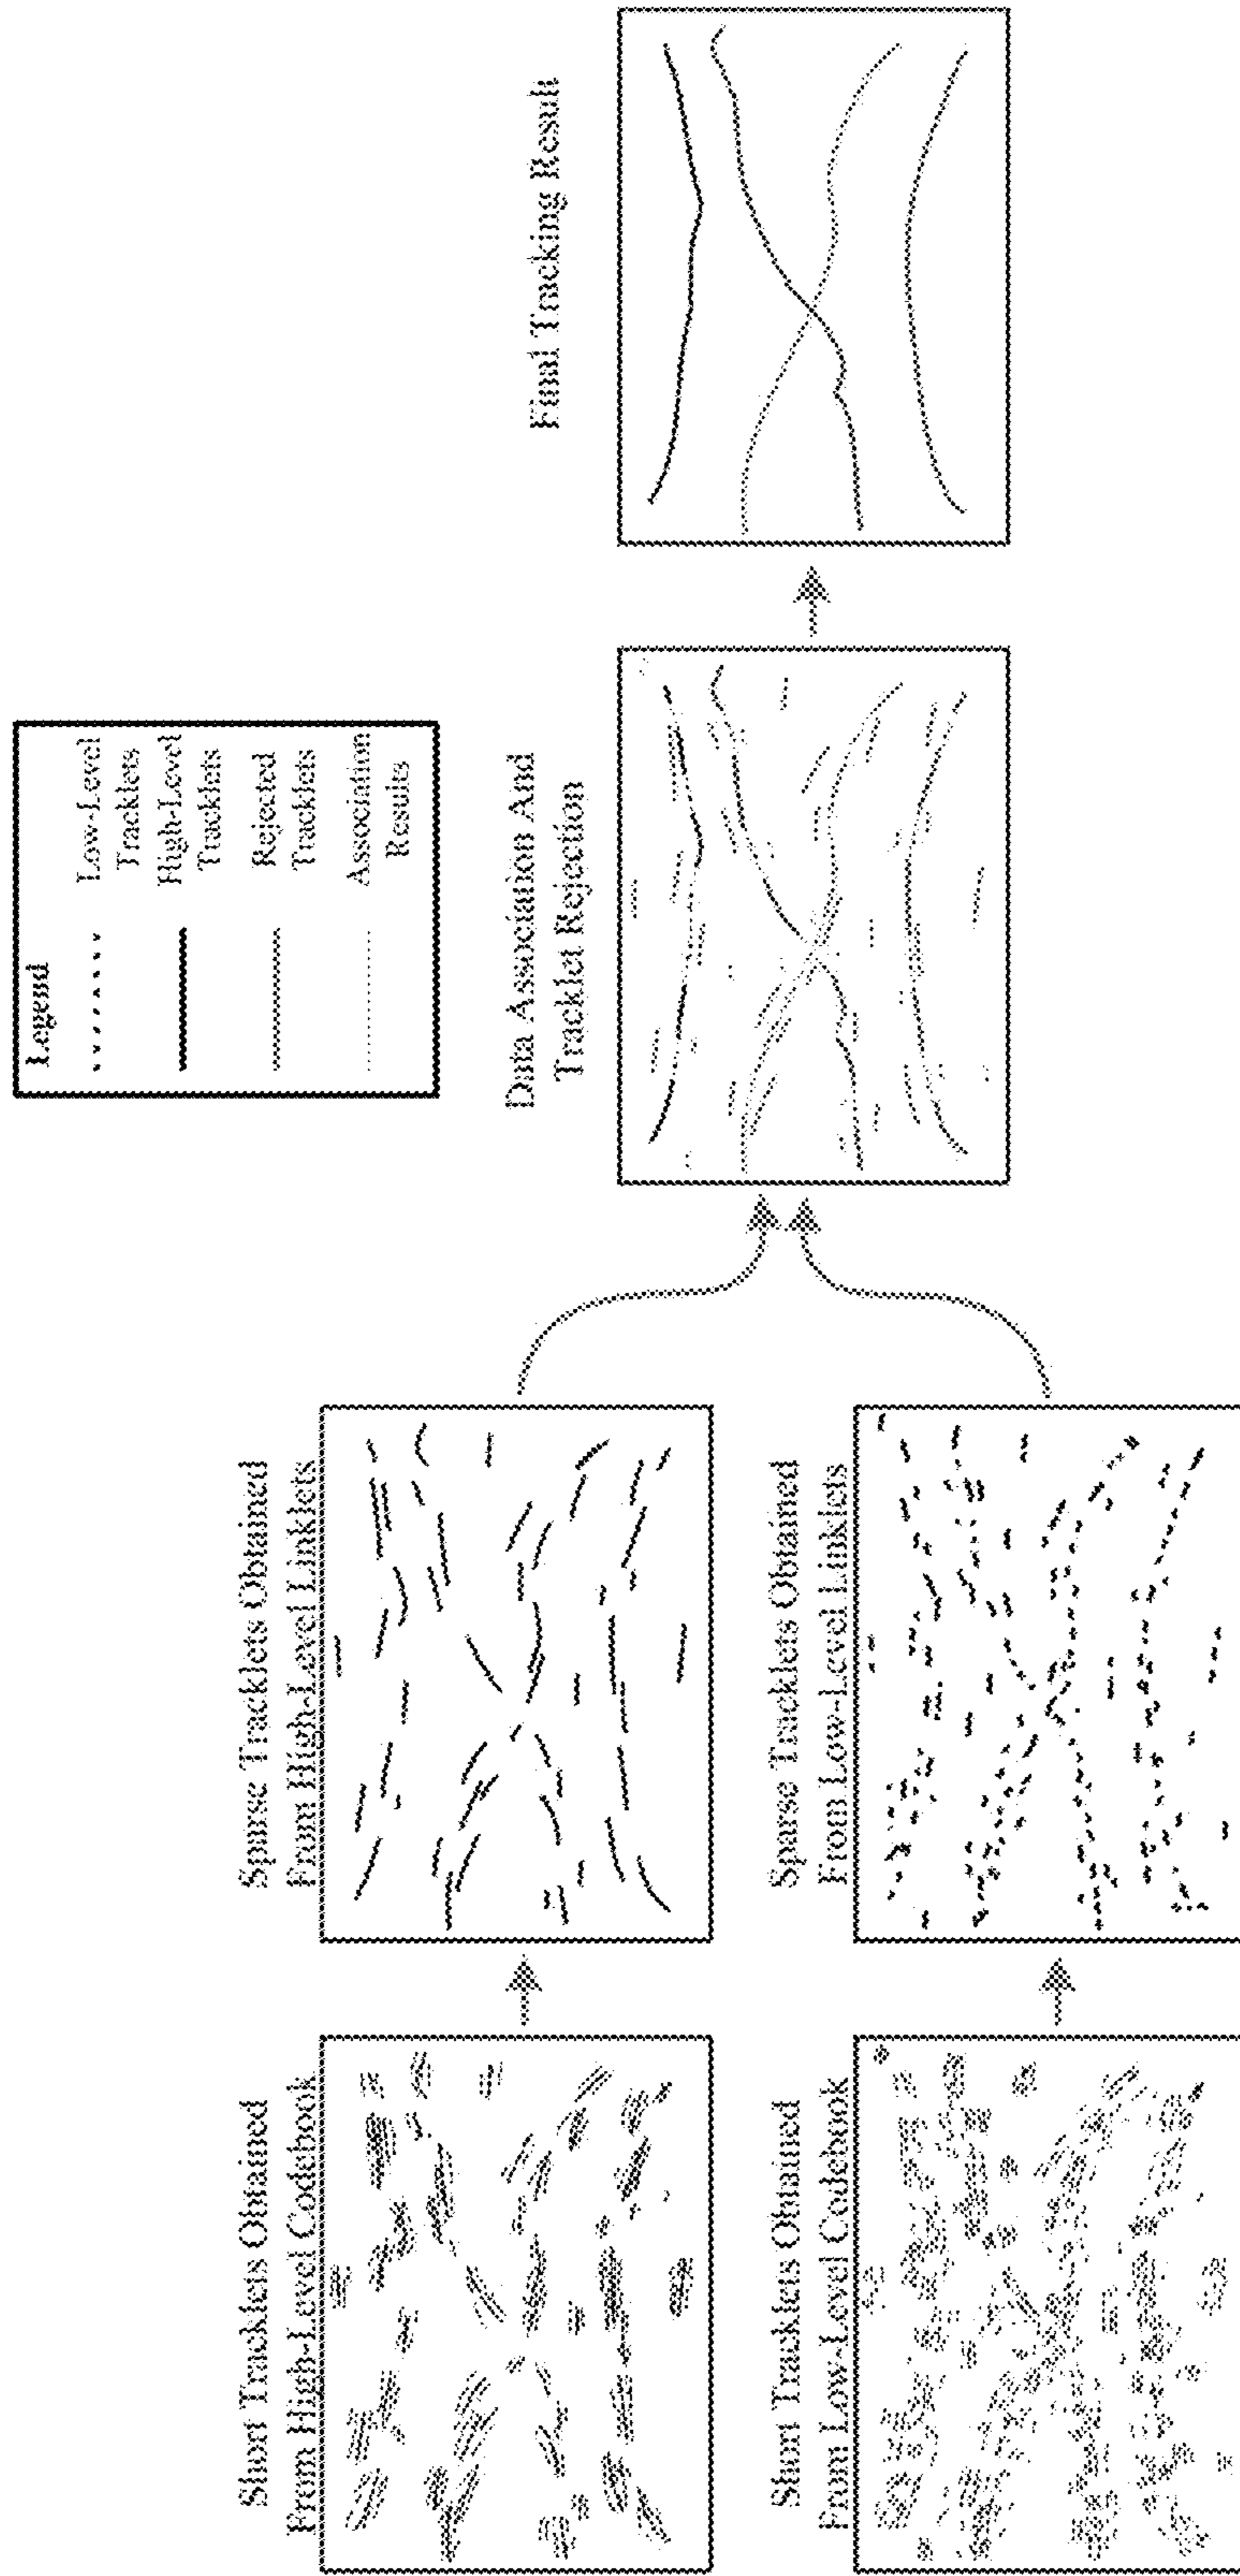 Legend
Low-Level
Tracklets
High-Level
Tracklets
Rejected
Tracklets
Association
Results
Short Tracklets Obtained
From High-Level Codebook
Sparse Tracklets Obtained
From High-Level Linklets
Short Tracklets Obtained
From Low-Level Codebook
Sparse Tracklets Obtained
From Low-Level Linklets
Data Association And
Tracklet Rejection
Final Tracking Result